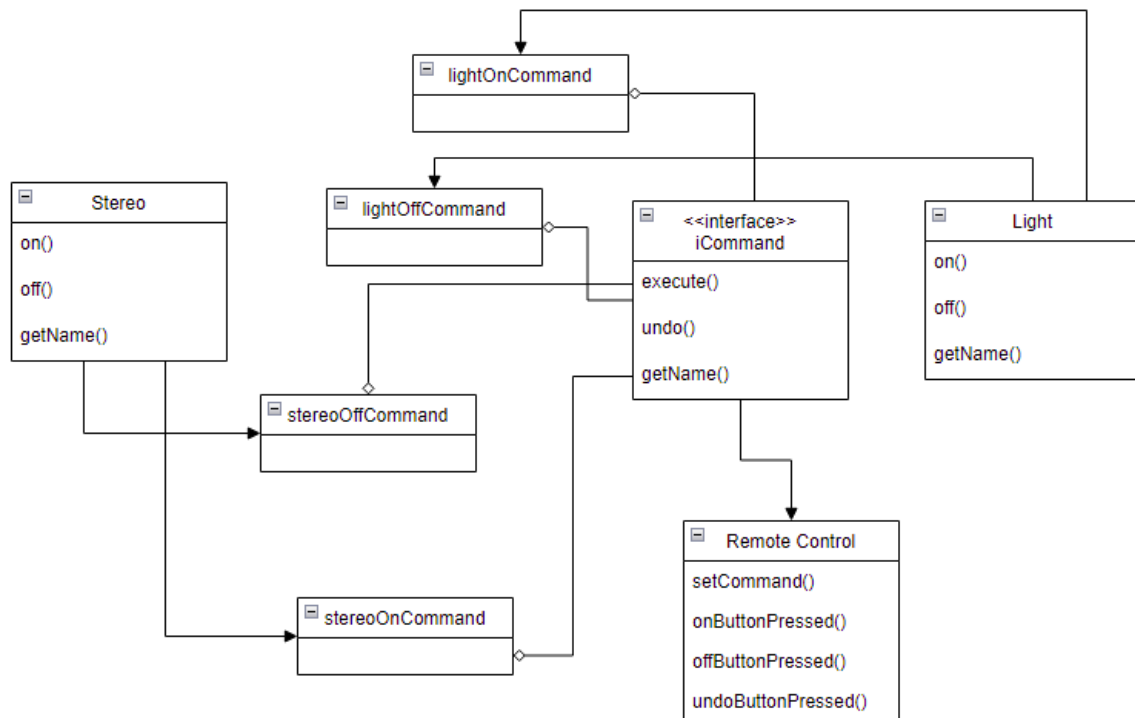 lightOnCommand
lightOffCommand
Stereo
on()
off()
getName()
<<interface>>
iCommand
execute()
undo()
getName()
Light
on()
off()
getName()
stereoOffCommand
stereoOnCommand
Remote Control
setCommand()
onButtonPressed()
offButtonPressed()
undoButtonPressed()